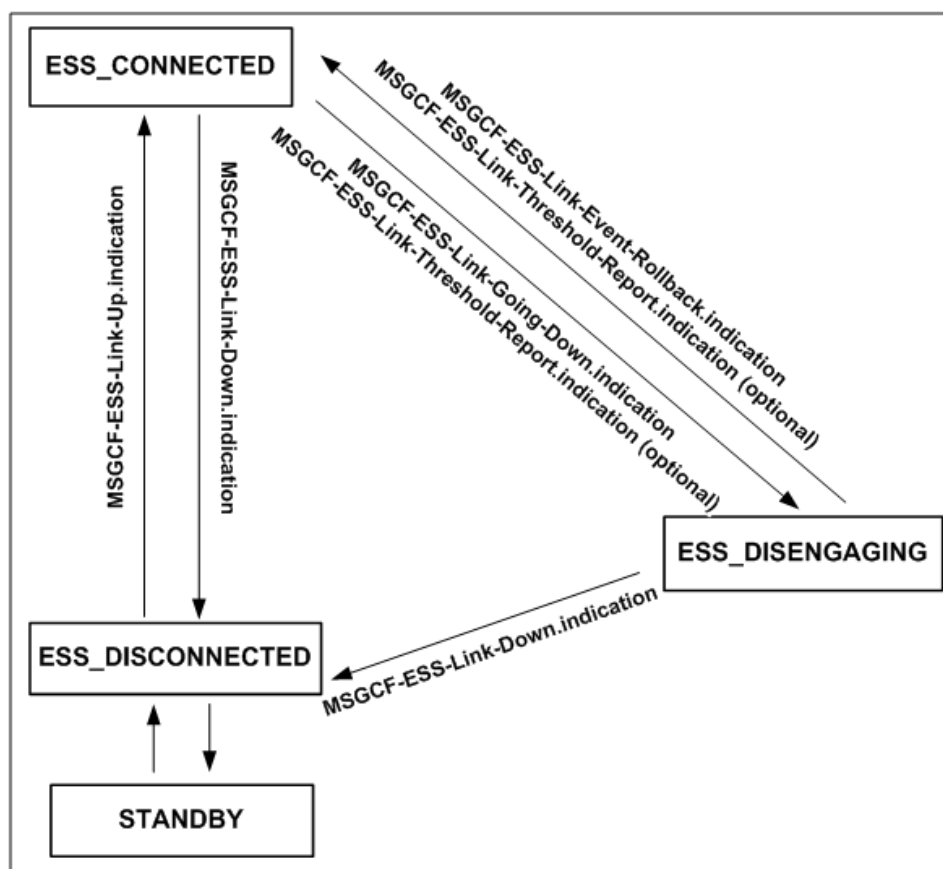 ESS_CONNECTED
MSGCF-ESS-Link-Event-Rollback.indication
MSGCF-ESS-Link-Threshold-Report.indication (optional)
MSGCF-ESS-Link-Going-Down.indication
MSGCF-ESS-Link-Threshold-Report.indication (optional)
MSGCF-ESS-Link-Up.indication
MSGCF-ESS-Link-Down.indication
ESS_DISENGAGING
MSGCF-ESS-Link-Down.indication
ESS_DISCONNECTED
STANDBY